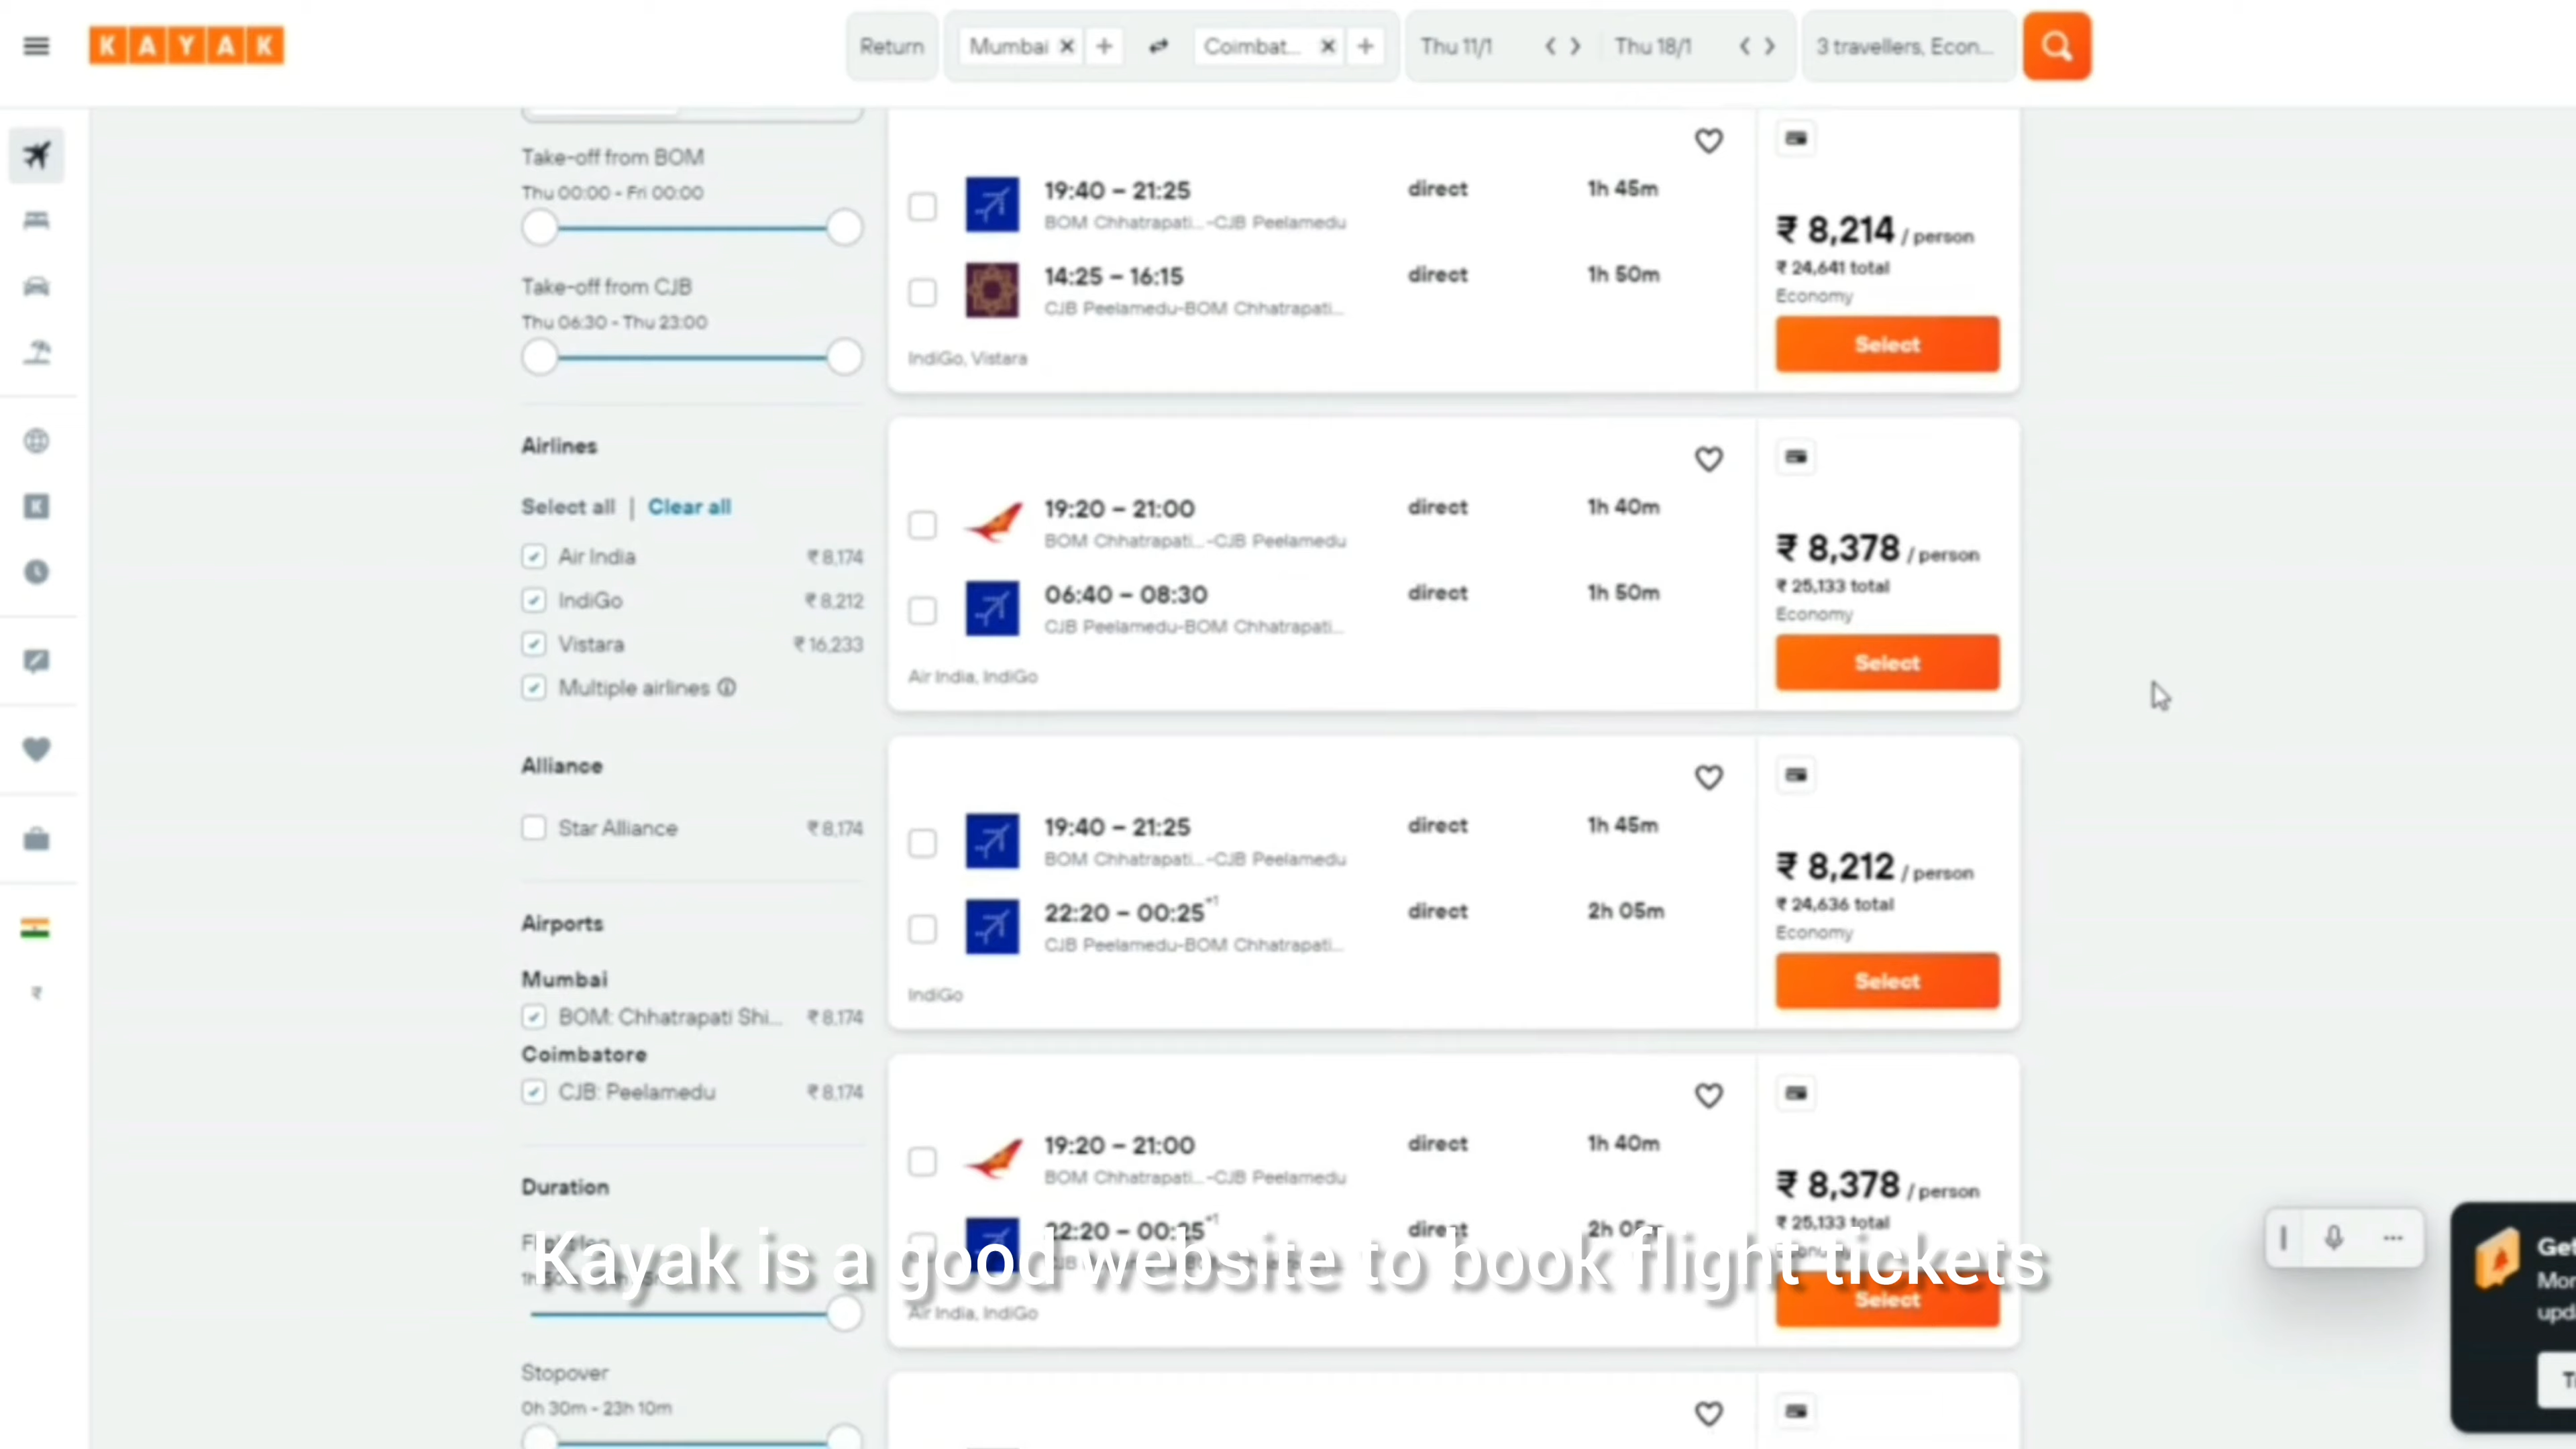 KAYAK
Return
Mumbai
Coimbat...
Thu 11/1
Thu 18/1
3 travellers, Econ...
Take-off from BOM
Thu 00:00 - Fri 00:00
Take-off from CJB
Thu 06:30 - Thu 23:00
Airlines
Select all | Clear all
Air India ₹ 8,174
IndiGo ₹ 8,212
Vistara ₹ 16,233
Multiple airlines
Alliance
Star Alliance ₹ 8,174
Airports
Mumbai
BOM: Chhatrapati Shi... ₹ 8,174
Coimbatore
CJB: Peelamedu ₹ 8,174
Duration
Stopover
0h 30m - 23h 10m
19:40 – 21:25 direct 1h 45m
BOM Chhatrapati...-CJB Peelamedu
14:25 – 16:15 direct 1h 50m
CJB Peelamedu-BOM Chhatrapati...
IndiGo, Vistara
₹ 8,214 / person
₹ 24,641 total
Economy
Select
19:20 – 21:00 direct 1h 40m
BOM Chhatrapati...-CJB Peelamedu
06:40 – 08:30 direct 1h 50m
CJB Peelamedu-BOM Chhatrapati...
Air India, IndiGo
₹ 8,378 / person
₹ 25,133 total
Economy
Select
19:40 – 21:25 direct 1h 45m
BOM Chhatrapati...-CJB Peelamedu
22:20 – 00:25+1 direct 2h 05m
CJB Peelamedu-BOM Chhatrapati...
IndiGo
₹ 8,212 / person
₹ 24,636 total
Economy
Select
19:20 – 21:00 direct 1h 40m
BOM Chhatrapati...-CJB Peelamedu
22:20 – 00:25+1 direct 2h 05m
Air India, IndiGo
₹ 8,378 / person
₹ 25,133 total
Select
Kayak is a good website to book flight tickets